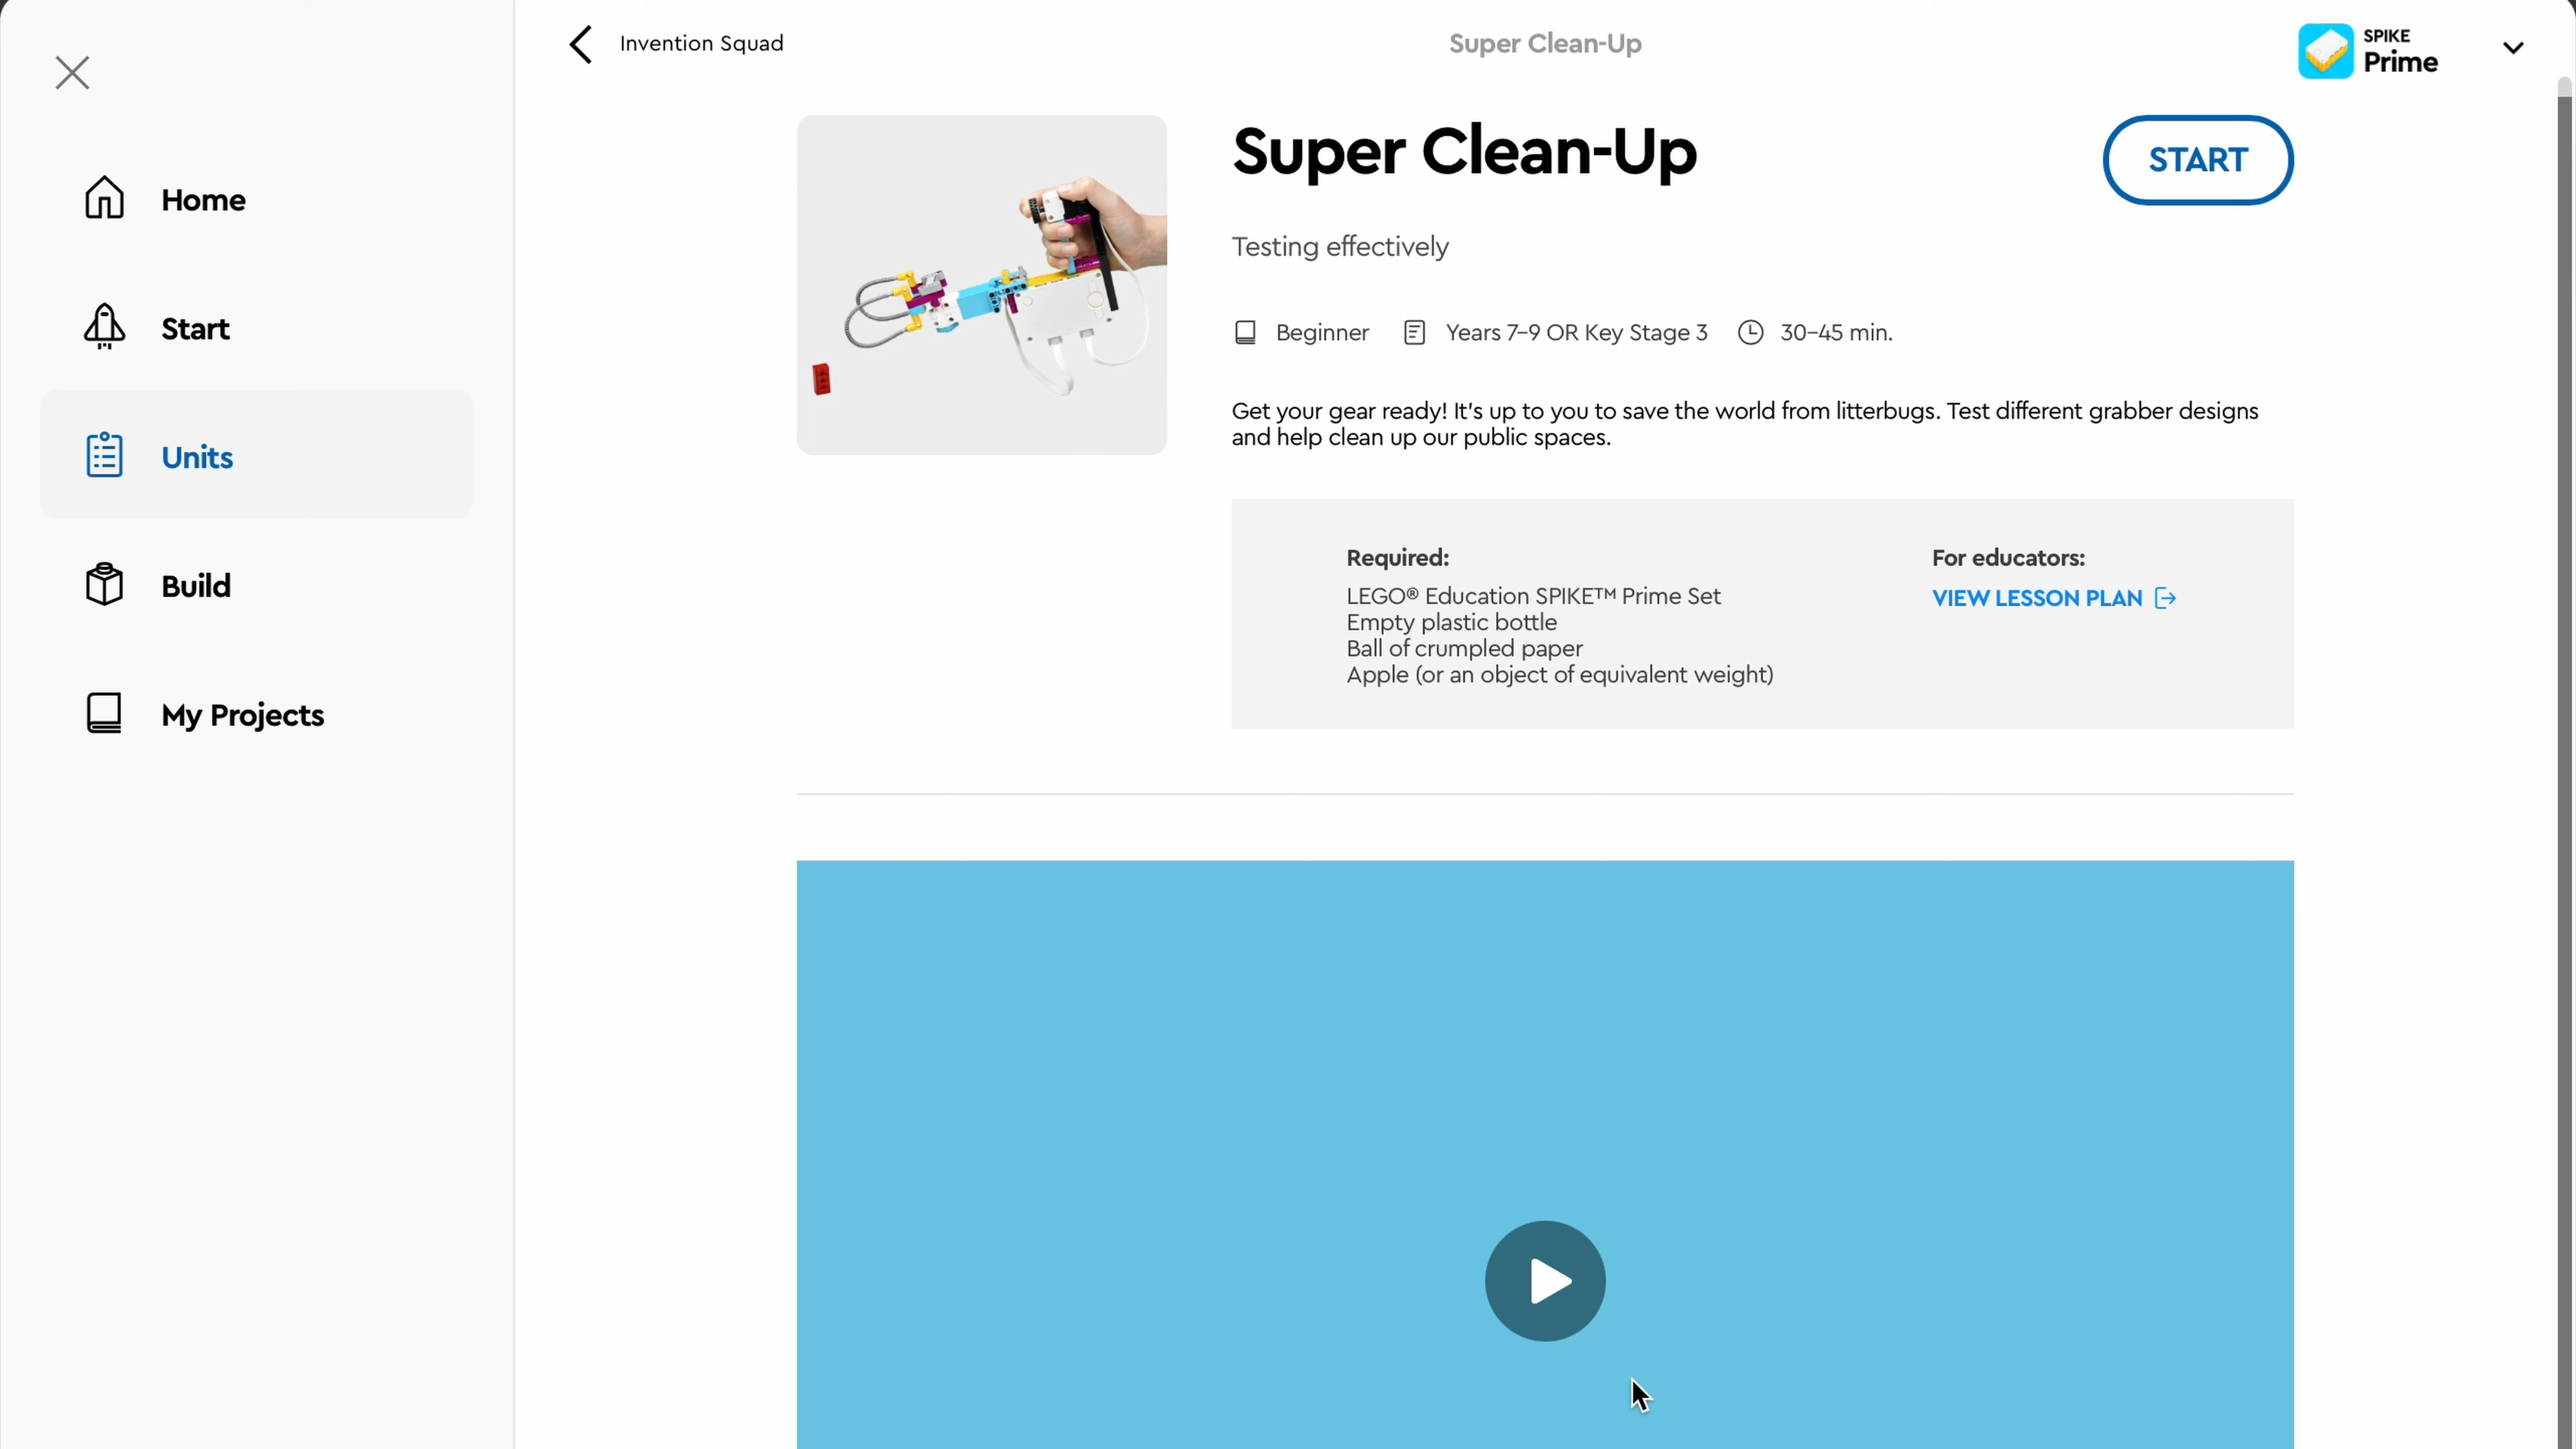 Invention Squad
Super Clean-Up
SPIKE
Prime
Home
Start
Units
Build
My Projects
Super Clean-Up
START
Testing effectively
Beginner
Years 7–9 OR Key Stage 3
30–45 min.
Get your gear ready! It's up to you to save the world from litterbugs. Test different grabber designs
and help clean up our public spaces.
Required:
LEGO® Education SPIKE™ Prime Set
Empty plastic bottle
Ball of crumpled paper
Apple (or an object of equivalent weight)
For educators:
VIEW LESSON PLAN